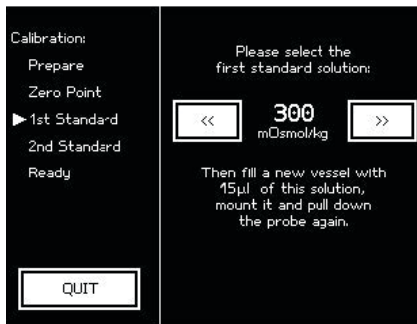 Calibration:
Prepare
Zero Point
1st Standard
2nd Standard
Ready
QUIT
Please select the
first standard solution:
<< 300 >>
mOsmol/kg
Then fill a new vessel with
15µl of this solution,
mount it and pull down
the probe again.